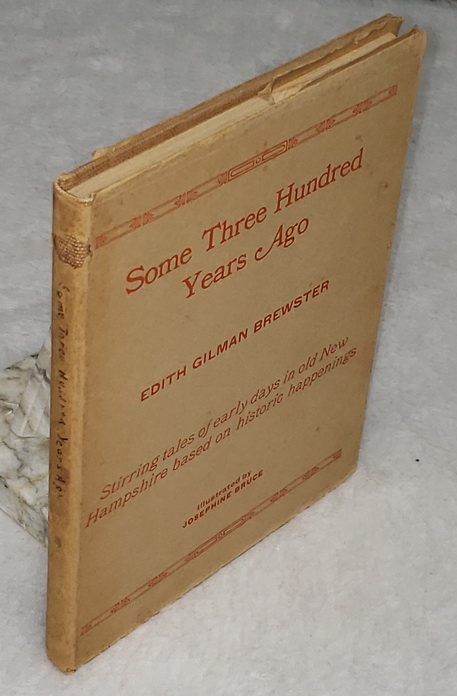 Some Three Hundred
Years Ago
EDITH GILMAN BREWSTER
Stirring tales of early days in old New
Hampshire based on historic happenings
Illustrated by
JOSEPHINE BRUCE
Some Three Hundred Years Ago